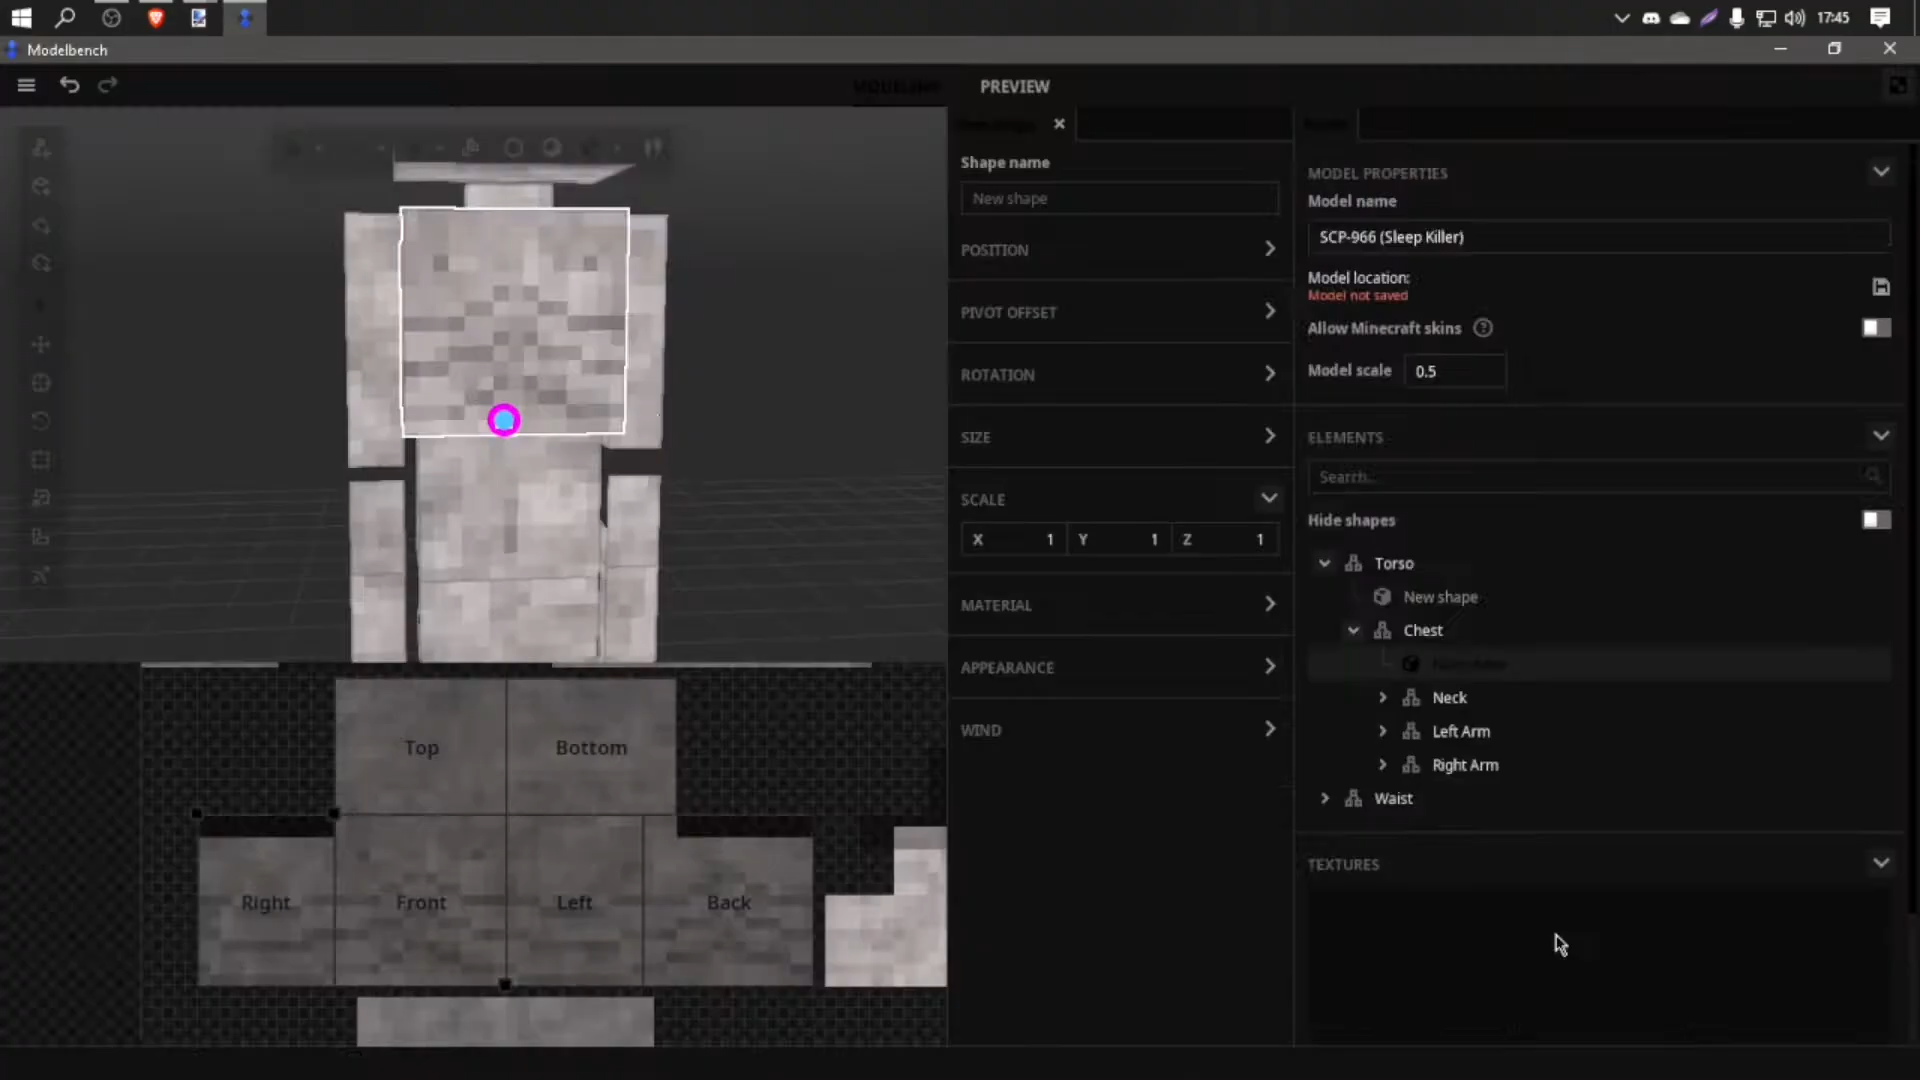 17:45
Modelbench
MODELING
PREVIEW
Shape name
New shape
POSITION
PIVOT OFFSET
ROTATION
SIZE
SCALE
X 1 Y 1 Z 1
MATERIAL
APPEARANCE
WIND
MODEL PROPERTIES
Model name
SCP-966 (Sleep Killer)
Model location:
Model not saved
Allow Minecraft skins ?
Model scale 0.5
ELEMENTS
Search...
Hide shapes
Torso
New shape
Chest
Neck
Left Arm
Right Arm
Waist
TEXTURES
Top Bottom
Right Front Left Back